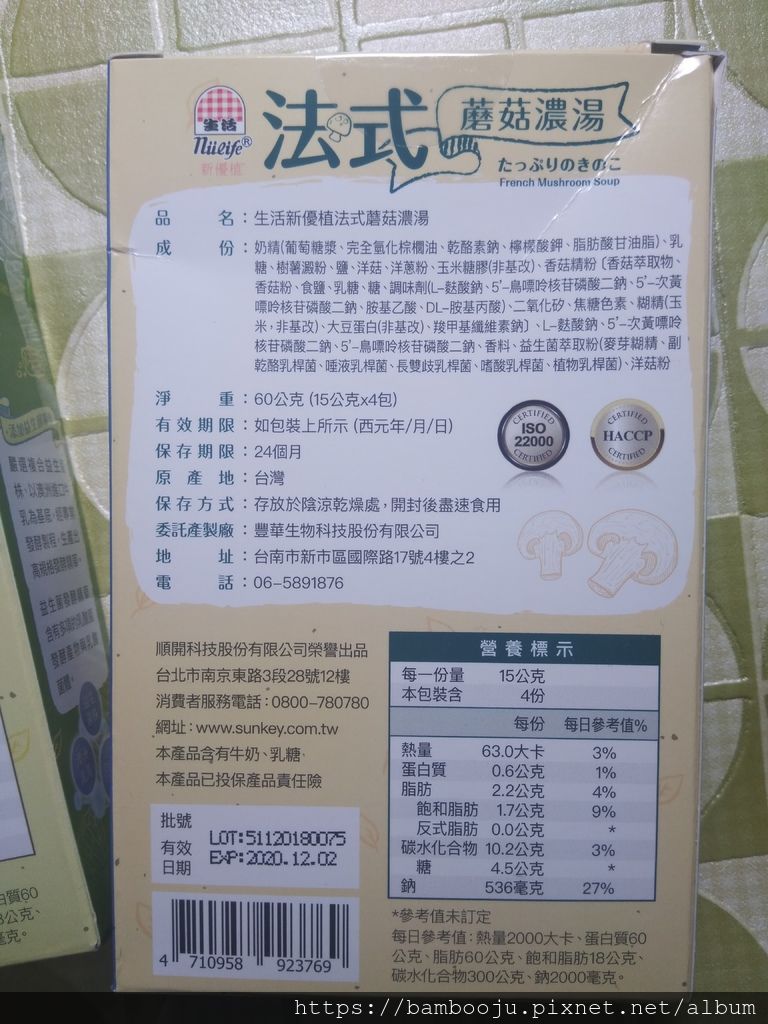 生活
Nülife®
新優植
法式
蘑菇濃湯
たっぷりのきのこ
French Mushroom Soup
品名：生活新優植法式蘑菇濃湯
成份：奶精(葡萄糖漿、完全氫化棕櫚油、乾酪素鈉、檸檬酸鉀、脂肪酸甘油脂)、乳
糖、樹薯澱粉、鹽、洋菇、洋蔥粉、玉米糖膠(非基改)、香菇精粉〔香菇萃取物、
香菇粉、食鹽、乳糖、糖、調味劑(L-麩酸鈉、5'-鳥嘌呤核苷磷酸二鈉、5'-次黃
嘌呤核苷磷酸二鈉、胺基乙酸、DL-胺基丙酸)、二氧化矽、焦糖色素、糊精(玉
米，非基改)、大豆蛋白(非基改)、羧甲基纖維素鈉〕、L-麩酸鈉、5'-次黃嘌呤
核苷磷酸二鈉、5'-鳥嘌呤核苷磷酸二鈉、香料、益生菌萃取粉(麥芽糊精、副
乾酪乳桿菌、唾液乳桿菌、長雙歧乳桿菌、嗜酸乳桿菌、植物乳桿菌)、洋菇粉
淨重：60公克 (15公克x4包)
有效期限：如包裝上所示 (西元年/月/日)
保存期限：24個月
原產地：台灣
保存方式：存放於陰涼乾燥處，開封後盡速食用
委託產製廠：豐華生物科技股份有限公司
地址：台南市新市區國際路17號4樓之2
電話：06-5891876
CERTIFIED
ISO
22000
CERTIFIED
CERTIFIED
HACCP
CERTIFIED
順開科技股份有限公司榮譽出品
台北市南京東路3段28號12樓
消費者服務電話：0800-780780
網址：www.sunkey.com.tw
本產品含有牛奶、乳糖。
本產品已投保產品責任險
批號
有效
日期
LOT:51120180075
EXP:2020.12.02
4 710958 923769
營養標示
每一份量 15公克
本包裝含 4份
每份 每日參考值%
熱量 63.0大卡 3%
蛋白質 0.6公克 1%
脂肪 2.2公克 4%
飽和脂肪 1.7公克 9%
反式脂肪 0.0公克 *
碳水化合物 10.2公克 3%
糖 4.5公克 *
鈉 536毫克 27%
*參考值未訂定
每日參考值：熱量2000大卡、蛋白質60
公克、脂肪60公克、飽和脂肪18公克、
碳水化合物300公克、鈉2000毫克。
https://bambooju.pixnet.net/album